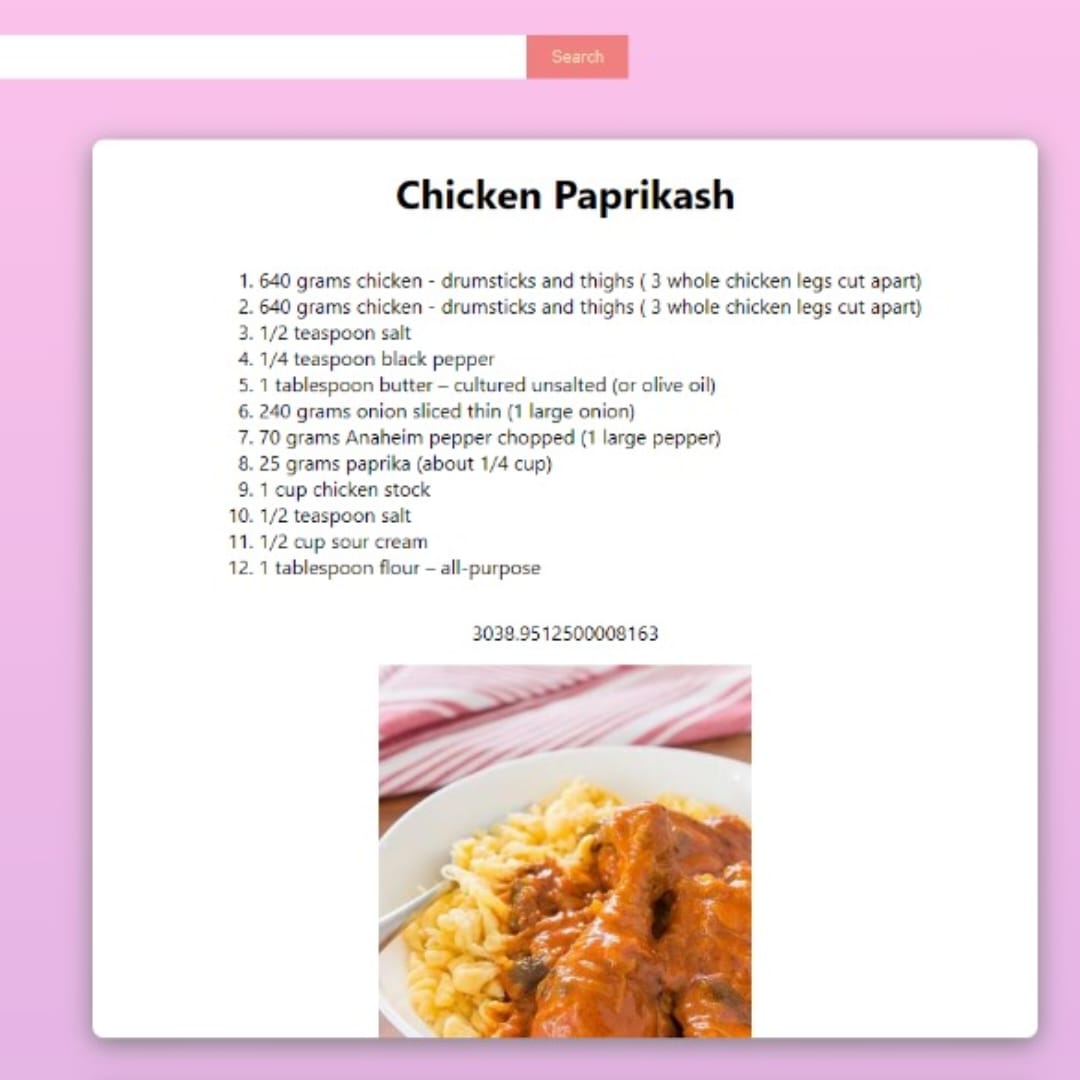 Search
Chicken Paprikash
1. 640 grams chicken - drumsticks and thighs ( 3 whole chicken legs cut apart)
2. 640 grams chicken - drumsticks and thighs ( 3 whole chicken legs cut apart)
3. 1/2 teaspoon salt
4. 1/4 teaspoon black pepper
5. 1 tablespoon butter – cultured unsalted (or olive oil)
6. 240 grams onion sliced thin (1 large onion)
7. 70 grams Anaheim pepper chopped (1 large pepper)
8. 25 grams paprika (about 1/4 cup)
9. 1 cup chicken stock
10. 1/2 teaspoon salt
11. 1/2 cup sour cream
12. 1 tablespoon flour – all-purpose
3038.9512500008163